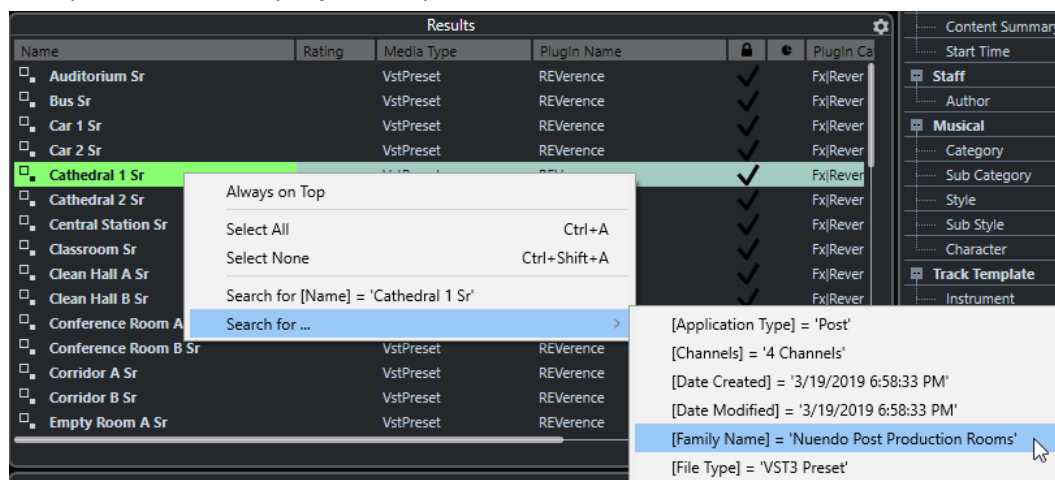 Results
Name Rating Media Type PlugIn Name PlugIn Ca
Auditorium Sr VstPreset REVerence Fx|Rever
Bus Sr VstPreset REVerence Fx|Rever
Car 1 Sr VstPreset REVerence Fx|Rever
Car 2 Sr VstPreset REVerence Fx|Rever
Cathedral 1 Sr Fx|Rever
Cathedral 2 Sr Fx|Rever
Central Station Sr Fx|Rever
Classroom Sr Fx|Rever
Clean Hall A Sr Fx|Rever
Clean Hall B Sr Fx|Rever
Conference Room A
Conference Room B Sr VstPreset REVerence
Corridor A Sr VstPreset REVerence
Corridor B Sr VstPreset REVerence
Empty Room A Sr VstPreset REVerence
Always on Top
Select All Ctrl+A
Select None Ctrl+Shift+A
Search for [Name] = 'Cathedral 1 Sr'
Search for ...
[Application Type] = 'Post'
[Channels] = '4 Channels'
[Date Created] = '3/19/2019 6:58:33 PM'
[Date Modified] = '3/19/2019 6:58:33 PM'
[Family Name] = 'Nuendo Post Production Rooms'
[File Type] = 'VST3 Preset'
Content Summary
Start Time
Staff
Author
Musical
Category
Sub Category
Style
Sub Style
Character
Track Template
Instrument